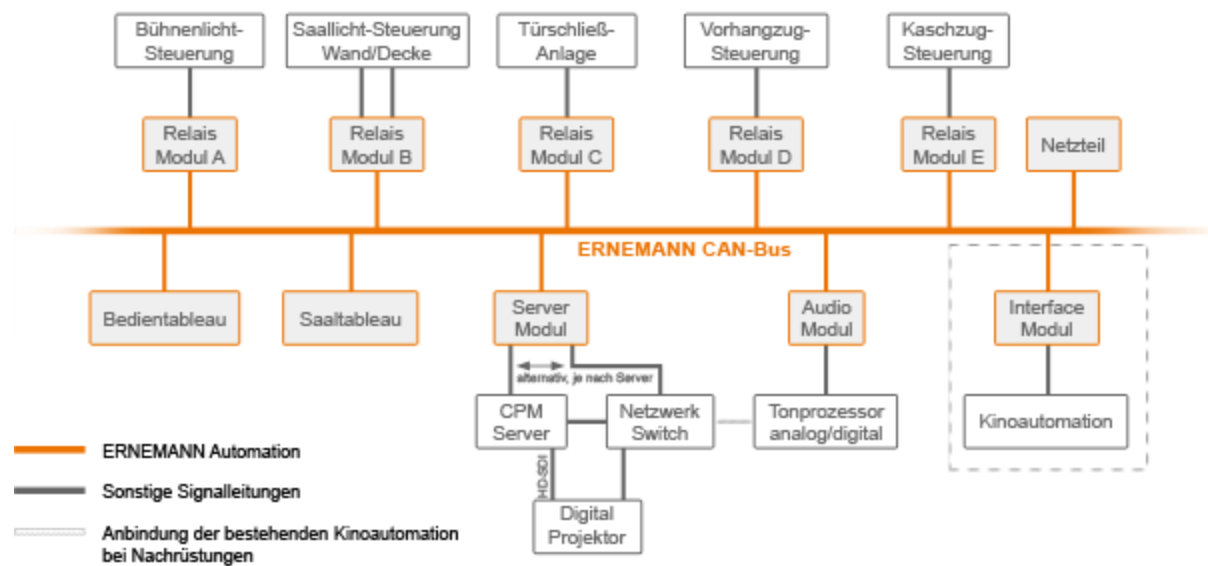 Bühnenlicht-
Steuerung
Saallicht-Steuerung
Wand/Decke
Türschließ-
Anlage
Vorhangzug-
Steuerung
Kaschzug-
Steuerung
Relais
Modul A
Relais
Modul B
Relais
Modul C
Relais
Modul D
Relais
Modul E
Netzteil
ERNEMANN CAN-Bus
Bedientableau
Saaltableau
Server
Modul
Audio
Modul
Interface
Modul
alternativ, je nach Server
CPM
Server
Netzwerk
Switch
Tonprozessor
analog/digital
Kinoautomation
HD-SDI
Digital
Projektor
ERNEMANN Automation
Sonstige Signalleitungen
Anbindung der bestehenden Kinoautomation
bei Nachrüstungen